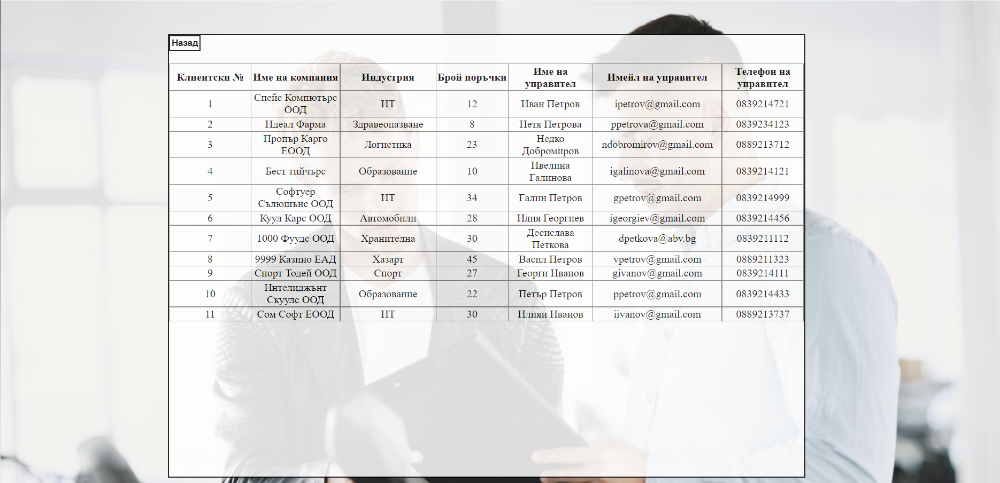 Назад
Клиентски № Име на компания Индустрия Брой поръчки Име на управител Имейл на управител Телефон на управител
1 Спейс Компютърс ООД ИТ 12 Иван Петров ipetrov@gmail.com 0839214721
2 Идеал Фарма Здравеопазване 8 Петя Петрова ppetrova@gmail.com 0839234123
3 Пропър Карго ЕООД Логистика 23 Недко Добромиров ndobromirov@gmail.com 0889213712
4 Бест тийчърс Образование 10 Ивелина Галинова igalinova@gmail.com 0839214121
5 Софтуер Сълюшънс ООД ИТ 34 Галин Петров gpetrov@gmail.com 0839214999
6 Куул Карс ООД Автомобили 28 Илия Георгиев igeorgiev@gmail.com 0839214456
7 1000 Фуудс ООД Хранителна 30 Десислава Петкова dpetkova@abv.bg 0839211112
8 9999 Казино ЕАД Хазарт 45 Васил Петров vpetrov@gmail.com 0889211323
9 Спорт Тодей ООД Спорт 27 Георги Иванов givanov@gmail.com 0839214111
10 Интелиджънт Скуулс ООД Образование 22 Петър Петров ppetrov@gmail.com 0839214433
11 Сом Софт ЕООД ИТ 30 Илиян Иванов iivanov@gmail.com 0889213737